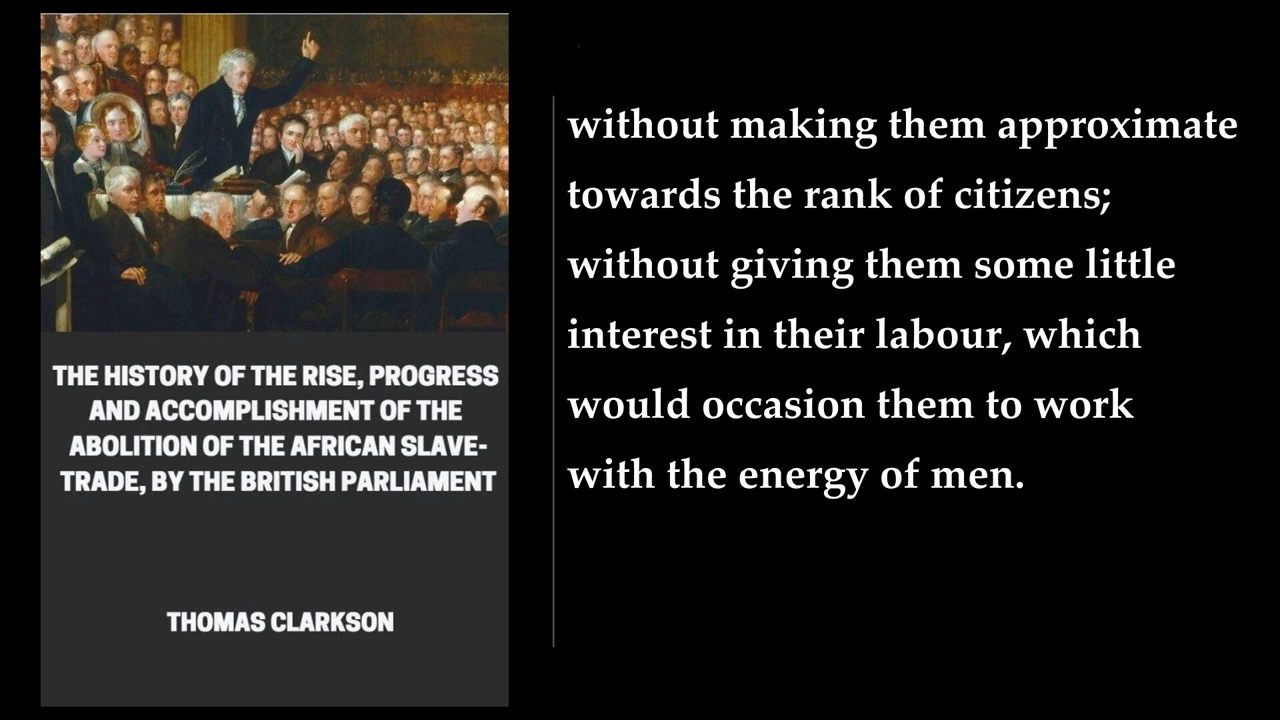 THE HISTORY OF THE RISE, PROGRESS
AND ACCOMPLISHMENT OF THE
ABOLITION OF THE AFRICAN SLAVE-
TRADE, BY THE BRITISH PARLIAMENT
THOMAS CLARKSON
without making them approximate
towards the rank of citizens;
without giving them some little
interest in their labour, which
would occasion them to work
with the energy of men.